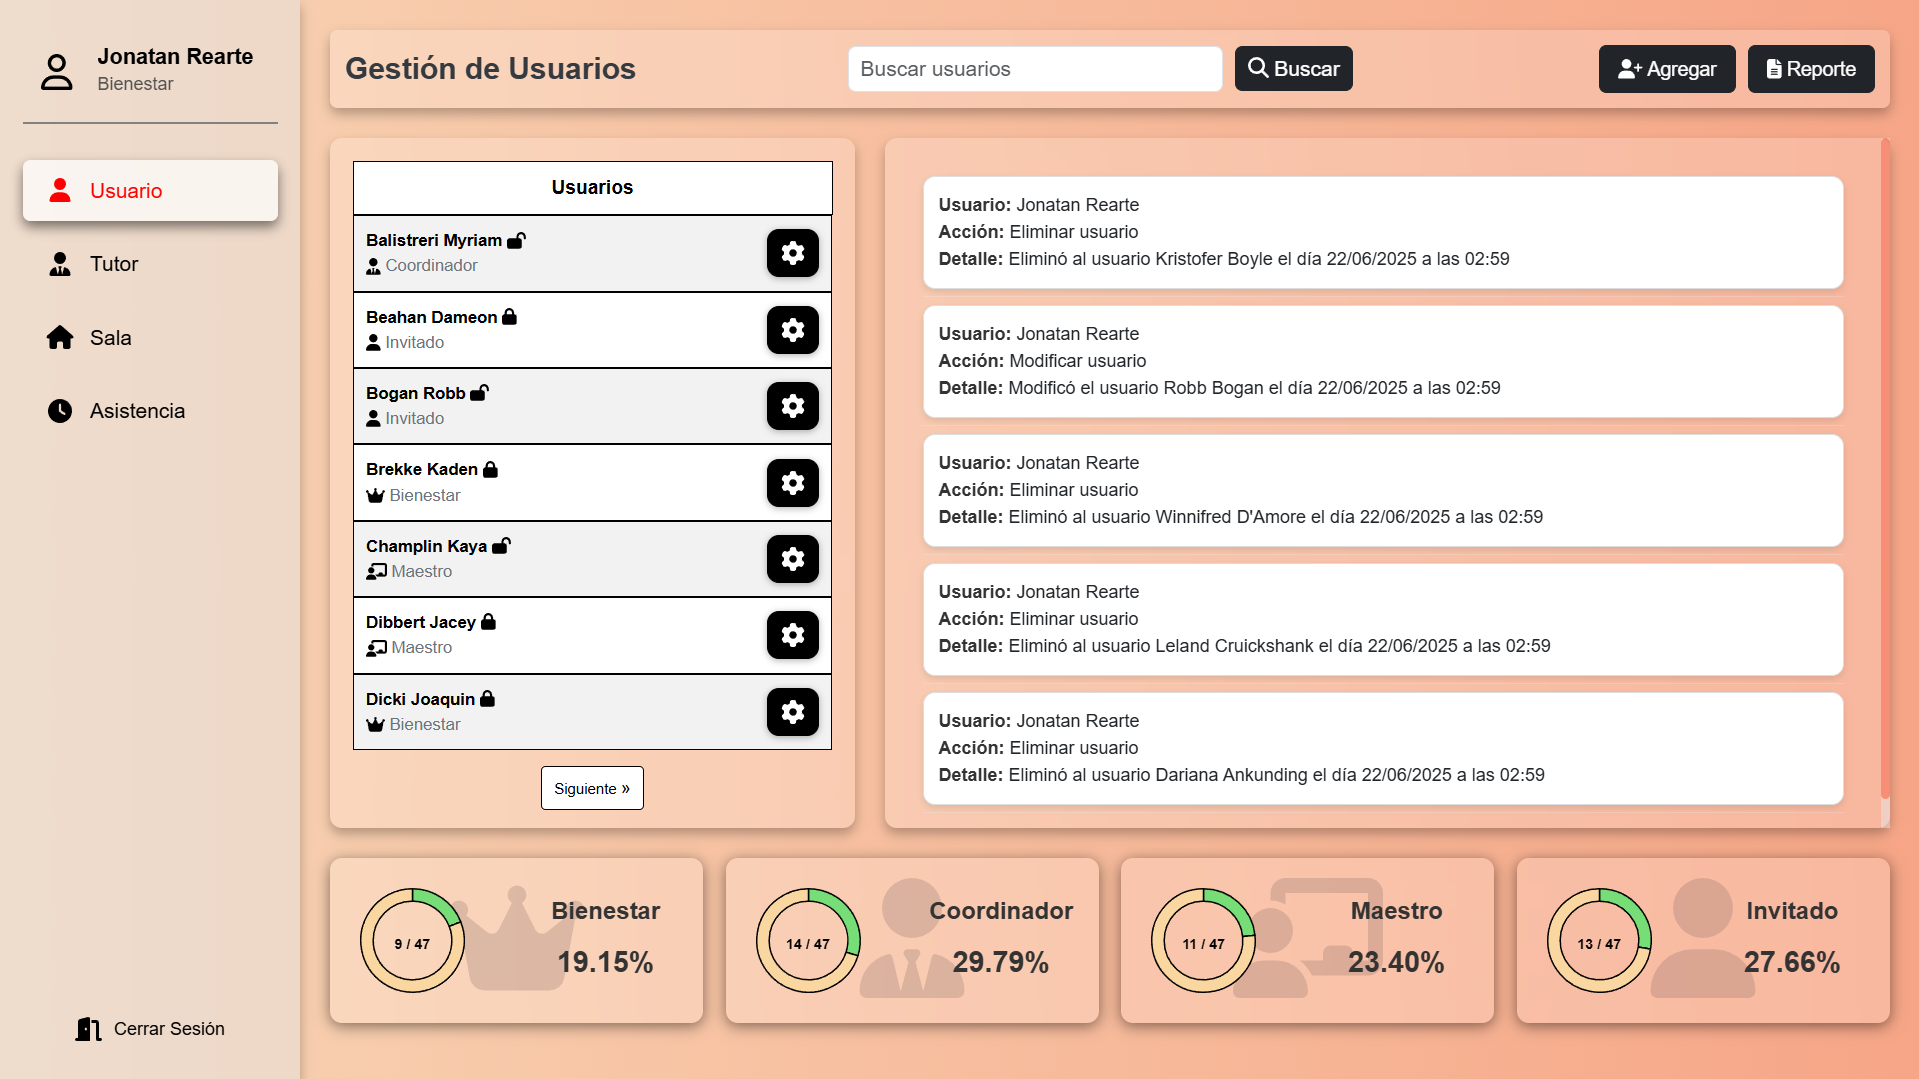 Jonatan Rearte
Bienestar
Usuario
Tutor
Sala
Asistencia
Cerrar Sesión
Gestión de Usuarios
Buscar usuarios
Buscar
Agregar
Reporte
Usuarios
Balistreri Myriam
Coordinador
Beahan Dameon
Invitado
Bogan Robb
Invitado
Brekke Kaden
Bienestar
Champlin Kaya
Maestro
Dibbert Jacey
Maestro
Dicki Joaquin
Bienestar
Siguiente »
Usuario: Jonatan Rearte
Acción: Eliminar usuario
Detalle: Eliminó al usuario Kristofer Boyle el día 22/06/2025 a las 02:59
Usuario: Jonatan Rearte
Acción: Modificar usuario
Detalle: Modificó el usuario Robb Bogan el día 22/06/2025 a las 02:59
Usuario: Jonatan Rearte
Acción: Eliminar usuario
Detalle: Eliminó al usuario Winnifred D'Amore el día 22/06/2025 a las 02:59
Usuario: Jonatan Rearte
Acción: Eliminar usuario
Detalle: Eliminó al usuario Leland Cruickshank el día 22/06/2025 a las 02:59
Usuario: Jonatan Rearte
Acción: Eliminar usuario
Detalle: Eliminó al usuario Dariana Ankunding el día 22/06/2025 a las 02:59
9 / 47
Bienestar
19.15%
14 / 47
Coordinador
29.79%
11 / 47
Maestro
23.40%
13 / 47
Invitado
27.66%